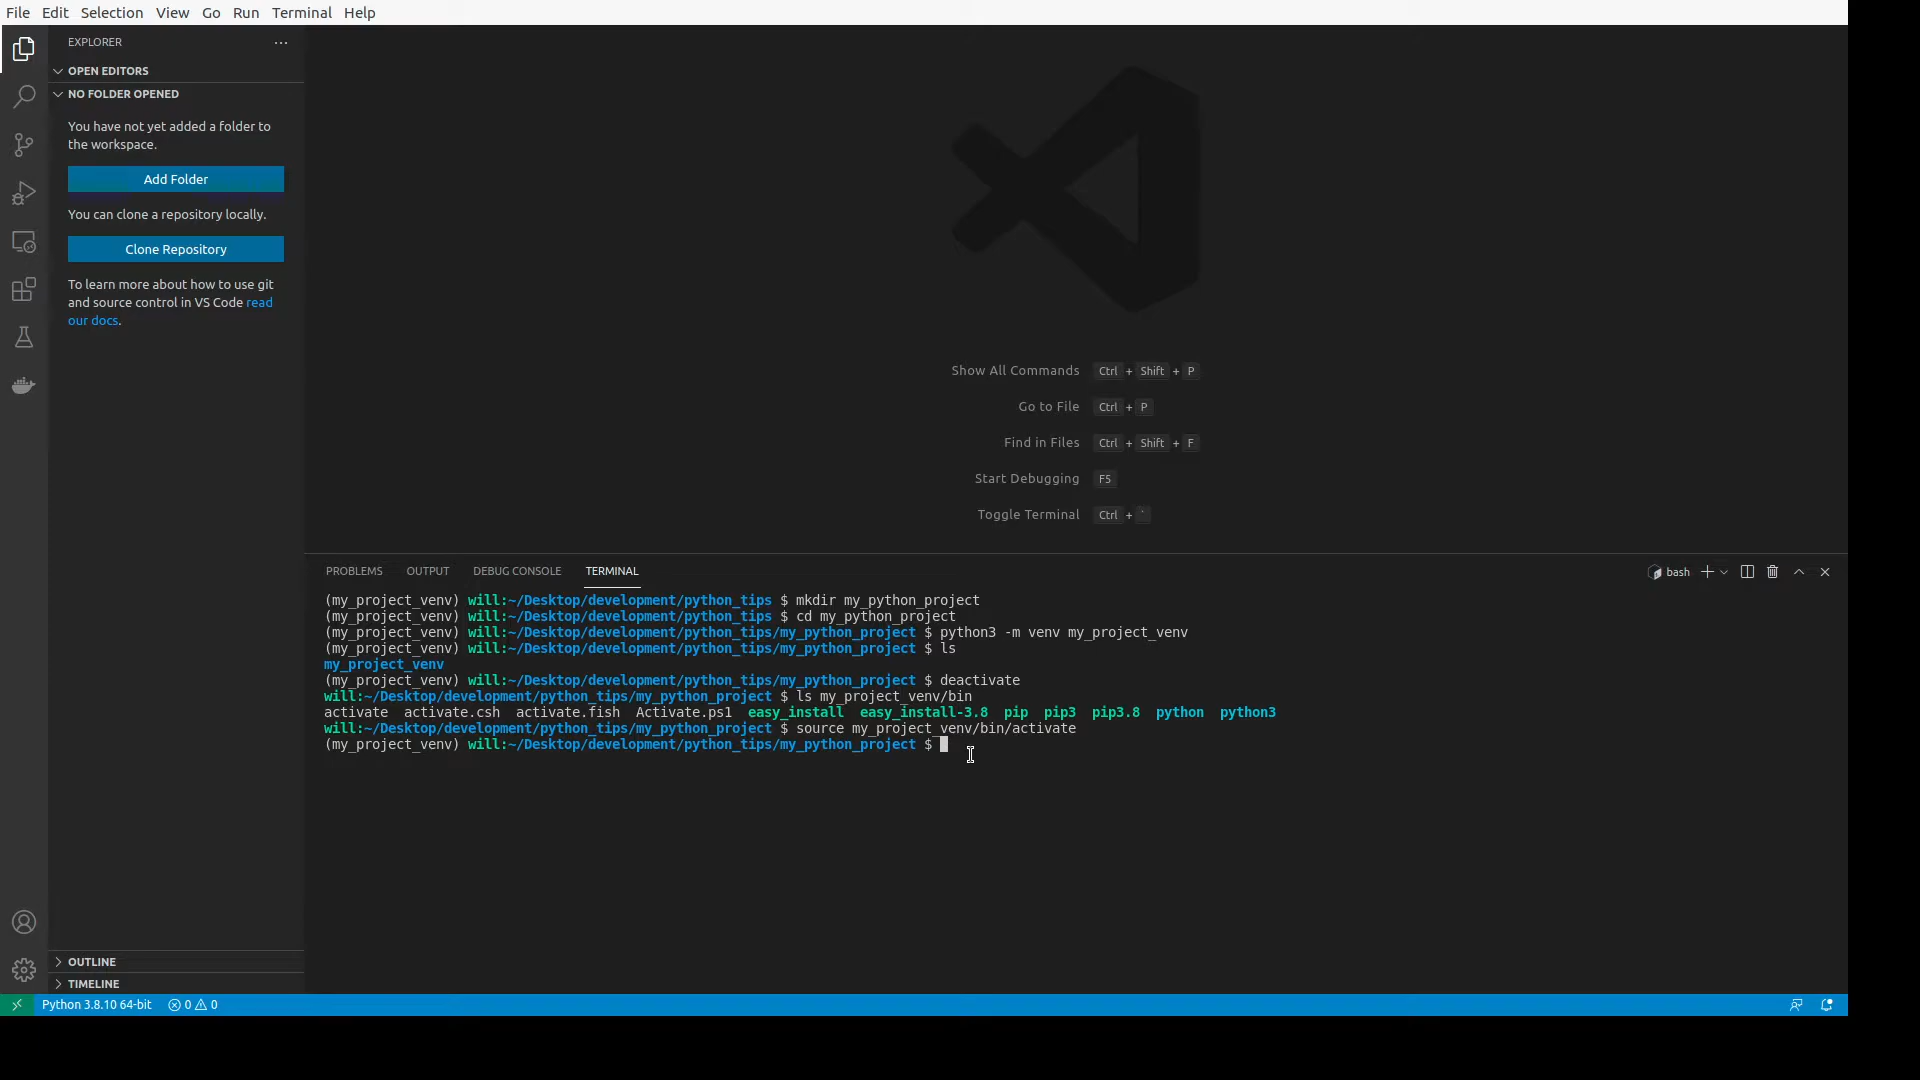 File Edit Selection View Go Run Terminal Help
EXPLORER
OPEN EDITORS
NO FOLDER OPENED
You have not yet added a folder to
the workspace.
Add Folder
You can clone a repository locally.
Clone Repository
To learn more about how to use git
and source control in VS Code read
our docs.
Show All Commands Ctrl + Shift + P
Go to File Ctrl + P
Find in Files Ctrl + Shift + F
Start Debugging F5
Toggle Terminal Ctrl + `
PROBLEMS OUTPUT DEBUG CONSOLE TERMINAL bash
(my_project_venv) will:~/Desktop/development/python_tips $ mkdir my_python_project
(my_project_venv) will:~/Desktop/development/python_tips $ cd my_python_project
(my_project_venv) will:~/Desktop/development/python_tips/my_python_project $ python3 -m venv my_project_venv
(my_project_venv) will:~/Desktop/development/python_tips/my_python_project $ ls
my_project_venv
(my_project_venv) will:~/Desktop/development/python_tips/my_python_project $ deactivate
will:~/Desktop/development/python_tips/my_python_project $ ls my_project_venv/bin
activate activate.csh activate.fish Activate.ps1 easy_install easy_install-3.8 pip pip3 pip3.8 python python3
will:~/Desktop/development/python_tips/my_python_project $ source my_project_venv/bin/activate
(my_project_venv) will:~/Desktop/development/python_tips/my_python_project $
OUTLINE
TIMELINE
Python 3.8.10 64-bit 0 0